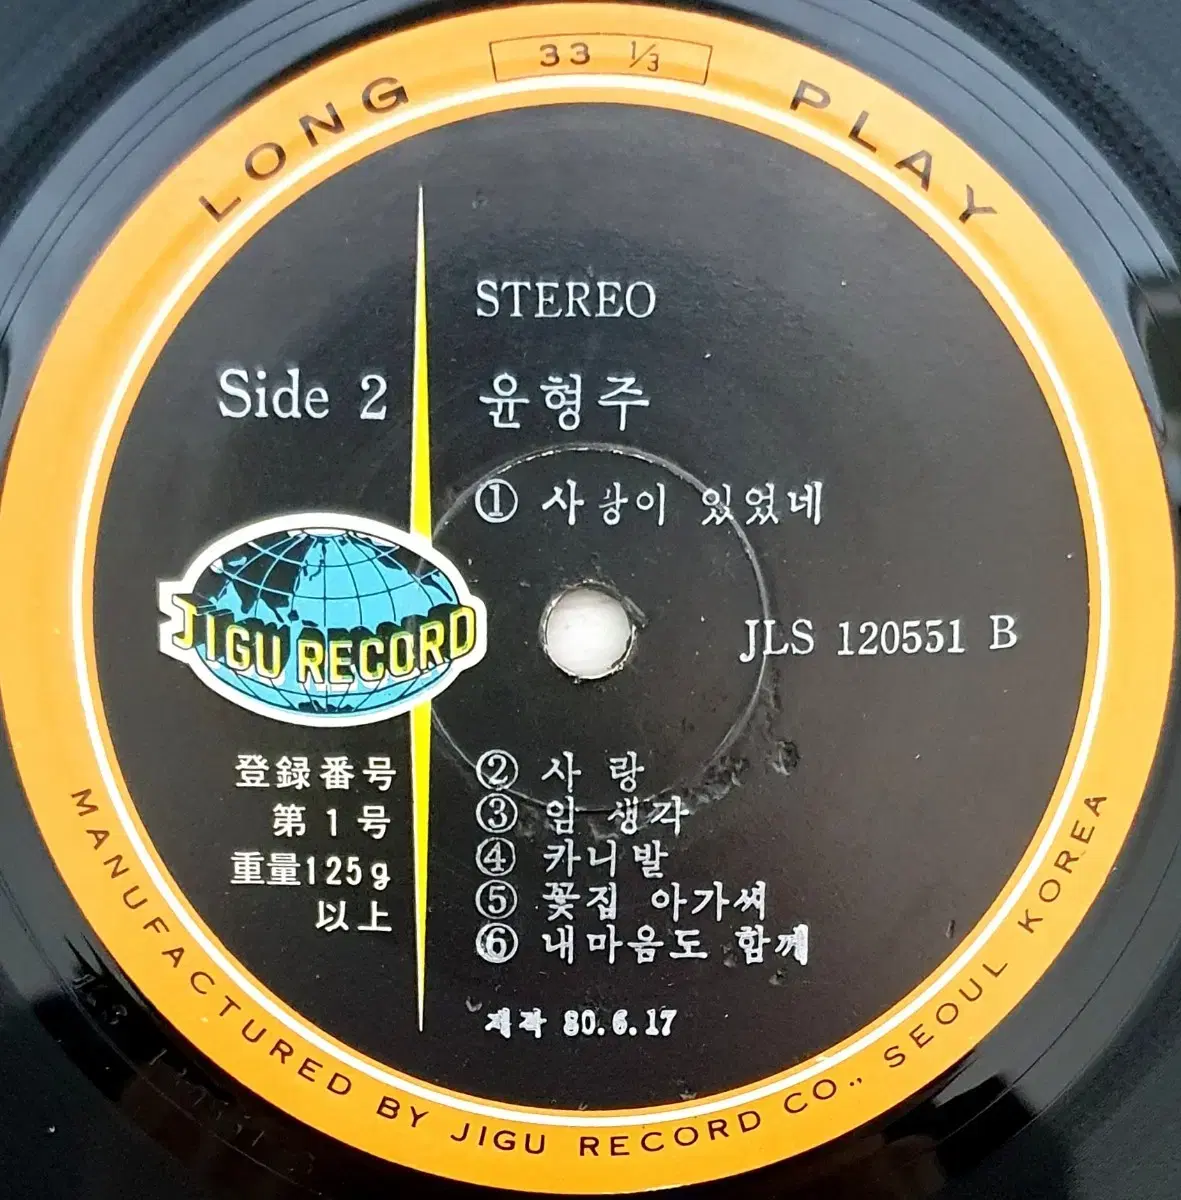 LONG 33 ⅓ PLAY
STEREO
Side 2
윤형주
① 사랑이 있었네
JIGU RECORD
JLS 120551 B
登録番号
第1号
重量125g
以上
② 사랑
③ 임 생각
④ 카니발
⑤ 꽃집 아가씨
⑥ 내마음도 함께
제작 80.6.17
MANUFACTURED BY JIGU RECORD CO., SEOUL KOREA